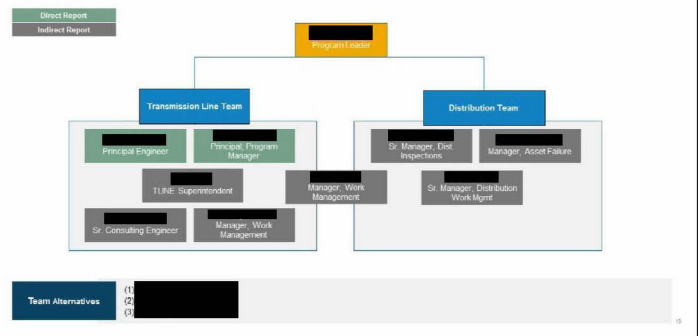 Direct Report
Indirect Report
Program Leader
Transmission Line Team
Distribution Team
Principal Engineer
Principal, Program
Manager
Sr. Manager, Dist
Inspections
Manager, Asset Failure
TLINE Superintendent
Manager, Work
Management
Sr. Manager, Distribution
Work Mgmt
Sr. Consulting Engineer
Manager, Work
Management
Team Alternatives
(1)
(2)
(3)
15